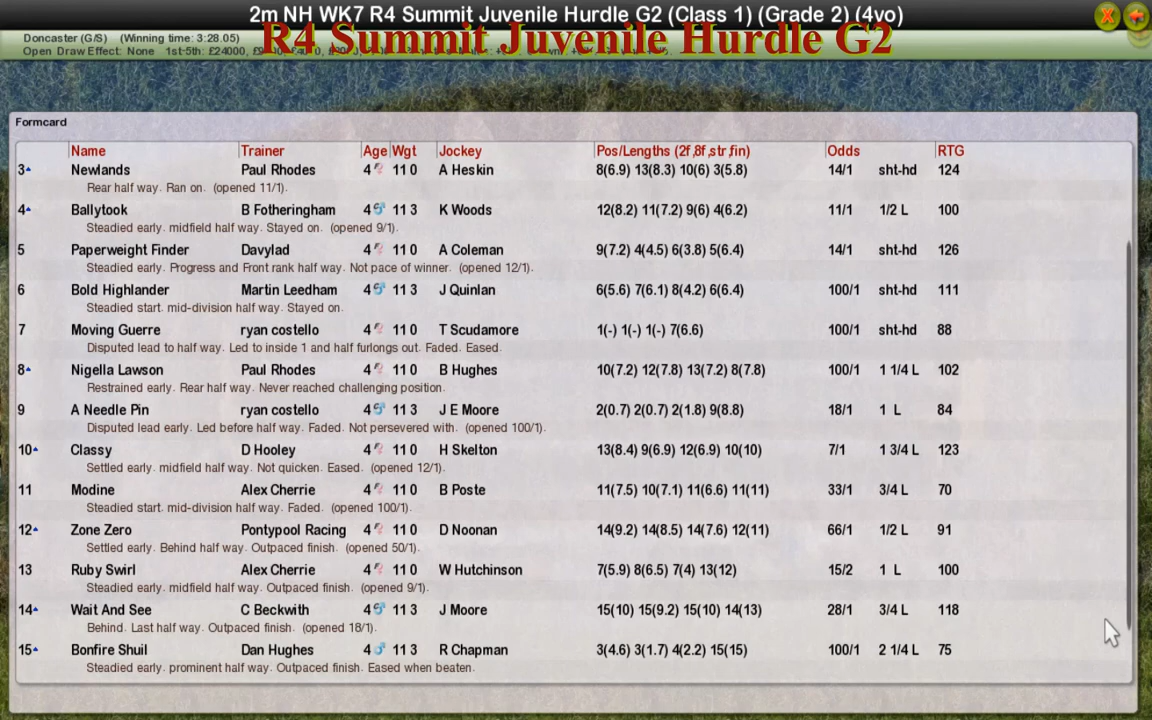 2m NH WK7 R4 Summit Juvenile Hurdle G2 (Class 1) (Grade 2) (4yo)
R4 Summit Juvenile Hurdle G2
Doncaster (G/S) (Winning time: 3:28.05)
Open Draw Effect: None 1st-5th: £24000,
Formcard
Name Trainer Age Wgt Jockey Pos/Lengths (2f,8f,str,fin) Odds RTG
3 Newlands Paul Rhodes 4 11 0 A Heskin 8(6.9) 13(8.3) 10(6) 3(5.8) 14/1 sht-hd 124
Rear half way. Ran on. (opened 11/1).
4 Ballytook B Fotheringham 4 11 3 K Woods 12(8.2) 11(7.2) 9(6) 4(6.2) 11/1 1/2 L 100
Steadied early. midfield half way. Stayed on. (opened 9/1).
5 Paperweight Finder Davylad 4 11 0 A Coleman 9(7.2) 4(4.5) 6(3.8) 5(6.4) 14/1 sht-hd 126
Steadied early. Progress and Front rank half way. Not pace of winner. (opened 12/1).
6 Bold Highlander Martin Leedham 4 11 3 J Quinlan 6(5.6) 7(6.1) 8(4.2) 6(6.4) 100/1 sht-hd 111
Steadied start. mid-division half way. Stayed on.
7 Moving Guerre ryan costello 4 11 0 T Scudamore 1(-) 1(-) 1(-) 7(6.6) 100/1 sht-hd 88
Disputed lead to half way. Led to inside 1 and half furlongs out. Faded. Eased.
8 Nigella Lawson Paul Rhodes 4 11 0 B Hughes 10(7.2) 12(7.8) 13(7.2) 8(7.8) 100/1 1 1/4 L 102
Restrained early. Rear half way. Never reached challenging position.
9 A Needle Pin ryan costello 4 11 3 J E Moore 2(0.7) 2(0.7) 2(1.8) 9(8.8) 18/1 1 L 84
Disputed lead early. Led before half way. Faded. Not persevered with. (opened 100/1).
10 Classy D Hooley 4 11 0 H Skelton 13(8.4) 9(6.9) 12(6.9) 10(10) 7/1 1 3/4 L 123
Settled early. midfield half way. Not quicken. Eased. (opened 12/1).
11 Modine Alex Cherrie 4 11 0 B Poste 11(7.5) 10(7.1) 11(6.6) 11(11) 33/1 3/4 L 70
Steadied start. mid-division half way. Faded. (opened 100/1).
12 Zone Zero Pontypool Racing 4 11 0 D Noonan 14(9.2) 14(8.5) 14(7.6) 12(11) 66/1 1/2 L 91
Settled early. Behind half way. Outpaced finish. (opened 50/1).
13 Ruby Swirl Alex Cherrie 4 11 0 W Hutchinson 7(5.9) 8(6.5) 7(4) 13(12) 15/2 1 L 100
Steadied early. midfield half way. Outpaced finish. (opened 9/1).
14 Wait And See C Beckwith 4 11 3 J Moore 15(10) 15(9.2) 15(10) 14(13) 28/1 3/4 L 118
Behind. Last half way. Outpaced finish. (opened 18/1).
15 Bonfire Shuil Dan Hughes 4 11 3 R Chapman 3(4.6) 3(1.7) 4(2.2) 15(15) 100/1 2 1/4 L 75
Steadied early. prominent half way. Outpaced finish. Eased when beaten.